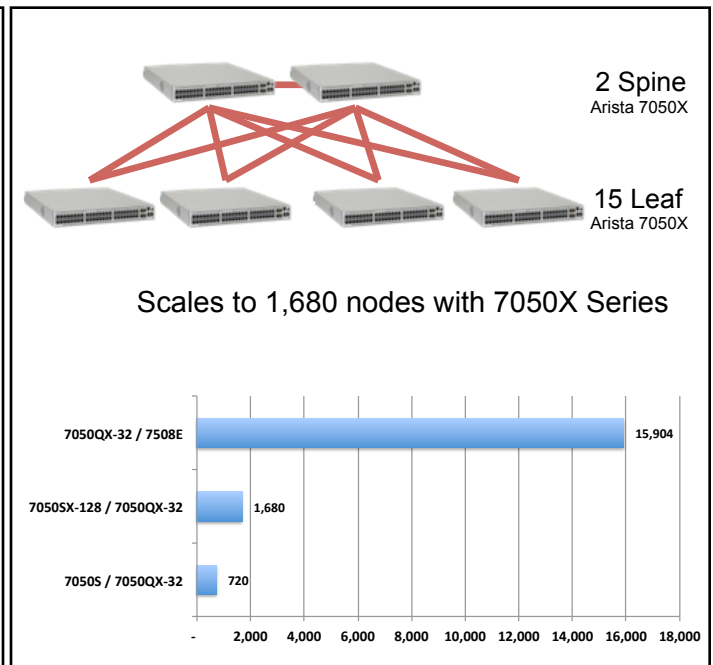 2 Spine
Arista 7050X
15 Leaf
Arista 7050X
Scales to 1,680 nodes with 7050X Series
7050QX-32 / 7508E
15,904
7050SX-128 / 7050QX-32
1,680
7050S / 7050QX-32
720
- 2,000 4,000 6,000 8,000 10,000 12,000 14,000 16,000 18,000